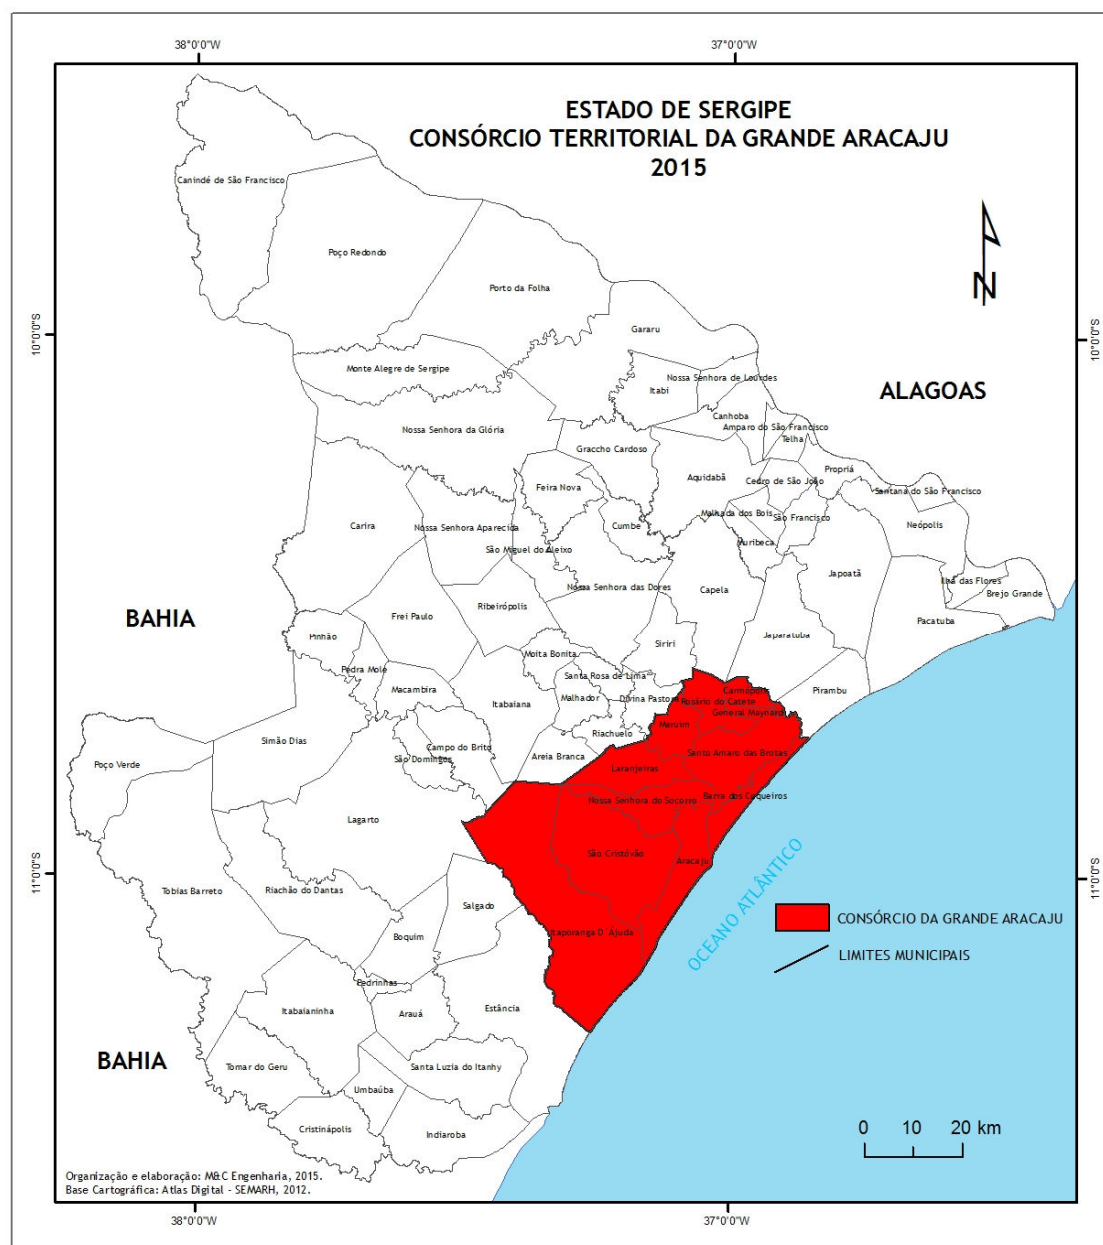 38°0'0"W
37°0'0"W
ESTADO DE SERGIPE
CONSÓRCIO TERRITORIAL DA GRANDE ARACAJU
2015
Canindé de São Francisco
Poço Redondo
Porto da Folha
N
10°0'0"S
10°0'0"S
Gararu
Monte Alegre de Sergipe
Nossa Senhora de Lourdes
Itabi
ALAGOAS
Canhoba
Amparo do São Francisco
Nossa Senhora da Glória
Telha
Graccho Cardoso
Propriá
Aquidabã
Cedro de São João
Feira Nova
Santana do São Francisco
Malhada dos Bois
São Francisco
Carira
Nossa Senhora Aparecida
Cumbe
Neópolis
Muribeca
São Miguel do Aleixo
Japoatã
Ilha das Flores
Nossa Senhora das Dores
Capela
Brejo Grande
BAHIA
Ribeirópolis
Frei Paulo
Pacatuba
Pinhão
Japaratuba
Siriri
Moita Bonita
Pedra Mole
Santa Rosa de Lima
Macambira
Carmópolis
Pirambu
Malhador
Divina Pastora
Rosário do Catete
Itabaiana
General Maynard
Maruim
Riachuelo
Simão Dias
Campo do Brito
Santo Amaro das Brotas
Areia Branca
São Domingos
Poço Verde
Laranjeiras
Barra dos Coqueiros
Nossa Senhora do Socorro
Lagarto
São Cristóvão
Aracaju
11°0'0"S
11°0'0"S
Tobias Barreto
Riachão do Dantas
OCEANO ATLÂNTICO
Salgado
CONSÓRCIO DA GRANDE ARACAJU
Itaporanga D´Ájuda
Boquim
LIMITES MUNICIPAIS
Pedrinhas
Estância
Itabaianinha
Arauá
BAHIA
Tomar do Geru
Santa Luzia do Itanhy
Umbaúba
Cristinápolis
Indiaroba
0 10 20 km
Organização e elaboração: M&C Engenharia, 2015.
Base Cartográfica: Atlas Digital - SEMARH, 2012.
38°0'0"W
37°0'0"W